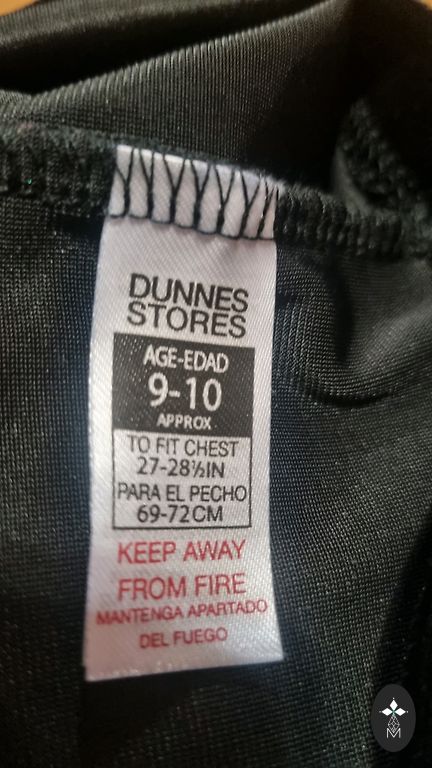 DUNNES
STORES
AGE-EDAD
9-10
APPROX
TO FIT CHEST
27-28½IN
PARA EL PECHO
69-72CM
KEEP AWAY
FROM FIRE
MANTENGA APARTADO
DEL FUEGO
M